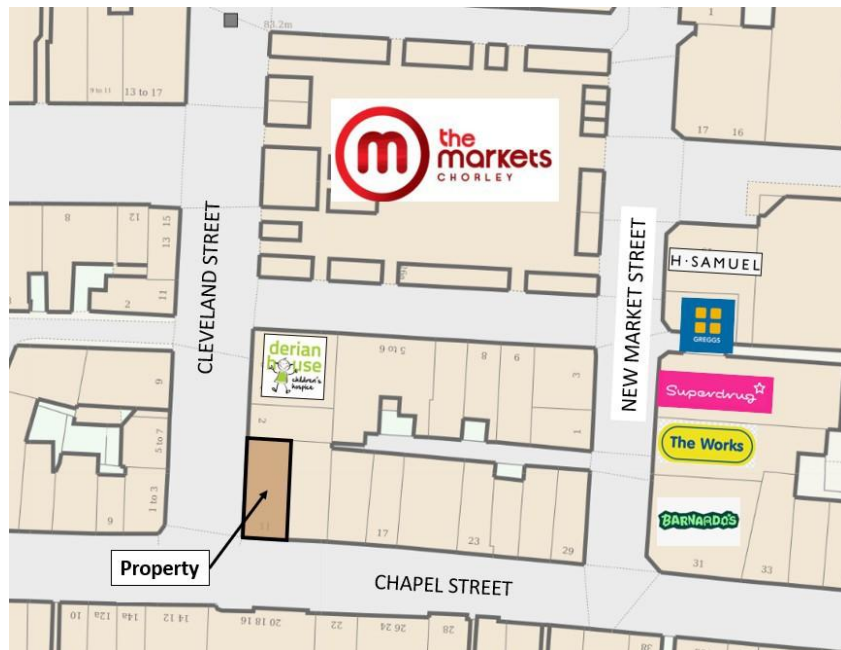 83.2m
1
9 to 11
13 to 17
m
the
markets
CHORLEY
17
16
8
12
13
15
2
11
CLEVELAND STREET
NEW MARKET STREET
H·SAMUEL
GREGGS
derian
house
children's
hospice
5 to 6
8
9
3
Superdrug
9
2
1
The Works
5 to 7
1 to 3
9
11
17
23
29
BARNARDO'S
31
33
Property
CHAPEL STREET
10
12a
14a
14 12
20 18 16
22
24 26
28
38